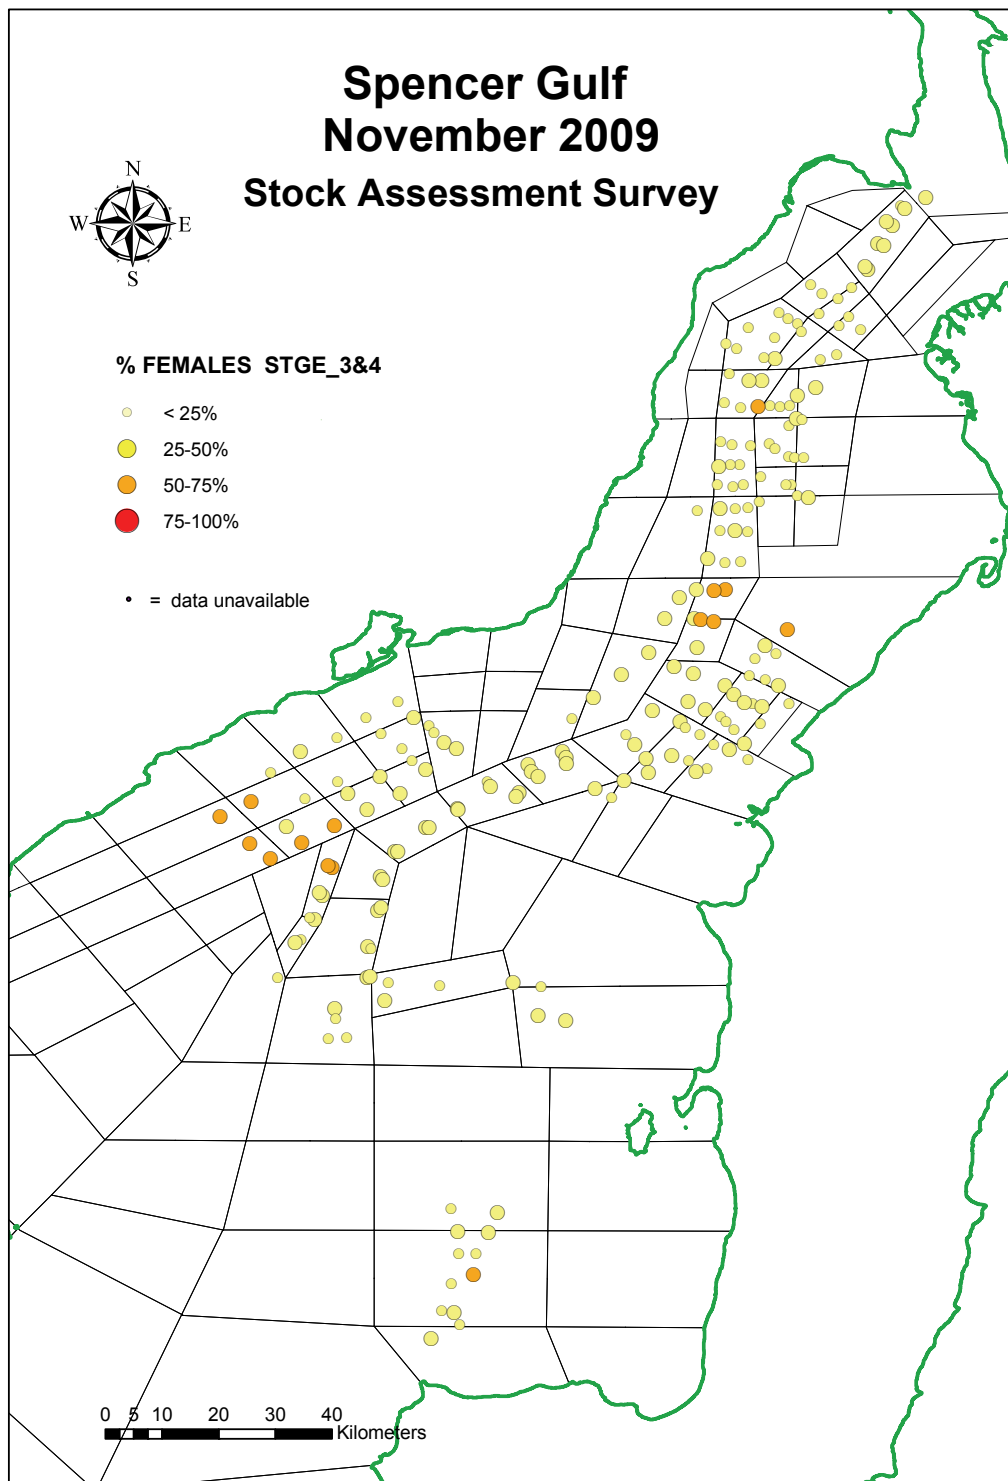 Spencer Gulf
November 2009
Stock Assessment Survey
N
W E
S
% FEMALES STGE_3&4
< 25%
25-50%
50-75%
75-100%
• = data unavailable
0 5 10 20 30 40
Kilometers